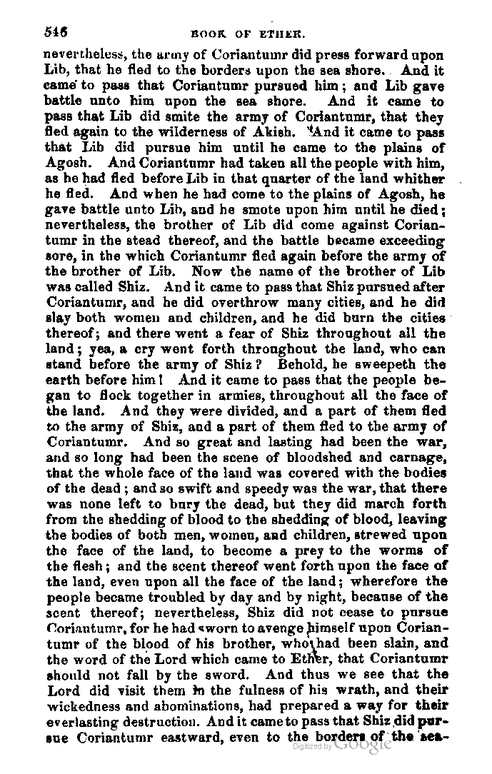 546 BOOK OF ETHER.
nevertheless, the army of Coriantumr did press forward upon
Lib, that he fled to the borders upon the sea shore. And it
came to pass that Coriantumr pursued him; and Lib gave
battle unto him upon the sea shore. And it came to
pass that Lib did smite the army of Coriantumr, that they
fled again to the wilderness of Akish. And it came to pass
that Lib did pursue him until he came to the plains of
Agosh. And Coriantumr had taken all the people with him,
as he had fled before Lib in that quarter of the land whither
he fled. And when he had come to the plains of Agosh, he
gave battle unto Lib, and he smote upon him until he died;
nevertheless, the brother of Lib did come against Corian-
tumr in the stead thereof, and the battle became exceeding
sore, in the which Coriantumr fled again before the army of
the brother of Lib. Now the name of the brother of Lib
was called Shiz. And it came to pass that Shiz pursued after
Coriantumr, and he did overthrow many cities, and he did
slay both women and children, and he did burn the cities
thereof; and there went a fear of Shiz throughout all the
land; yea, a cry went forth throughout the land, who can
stand before the army of Shiz? Behold, he sweepeth the
earth before him! And it came to pass that the people be-
gan to flock together in armies, throughout all the face of
the land. And they were divided, and a part of them fled
to the army of Shiz, and a part of them fled to the army of
Coriantumr. And so great and lasting had been the war,
and so long had been the scene of bloodshed and carnage,
that the whole face of the land was covered with the bodies
of the dead; and so swift and speedy was the war, that there
was none left to bury the dead, but they did march forth
from the shedding of blood to the shedding of blood, leaving
the bodies of both men, women, and children, strewed upon
the face of the land, to become a prey to the worms of
the flesh; and the scent thereof went forth upon the face of
the land, even upon all the face of the land; wherefore the
people became troubled by day and by night, because of the
scent thereof; nevertheless, Shiz did not cease to pursue
Coriantumr, for he had sworn to avenge himself upon Corian-
tumr of the blood of his brother, who had been slain, and
the word of the Lord which came to Ether, that Coriantumr
should not fall by the sword. And thus we see that the
Lord did visit them in the fulness of his wrath, and their
wickedness and abominations, had prepared a way for their
everlasting destruction. And it came to pass that Shiz did pur-
sue Coriantumr eastward, even to the borders of the sea-
Digitized by Google